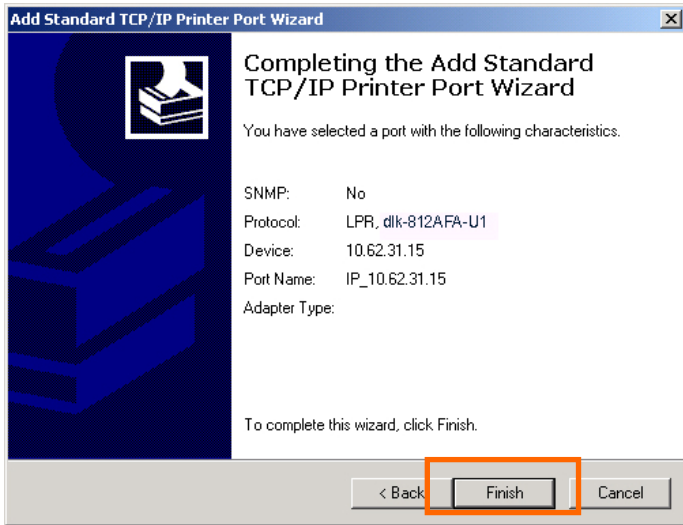 Add Standard TCP/IP Printer Port Wizard
Completing the Add Standard
TCP/IP Printer Port Wizard
You have selected a port with the following characteristics.
SNMP: No
Protocol: LPR, dlk-812AFA-U1
Device: 10.62.31.15
Port Name: IP_10.62.31.15
Adapter Type:
To complete this wizard, click Finish.
< Back Finish Cancel